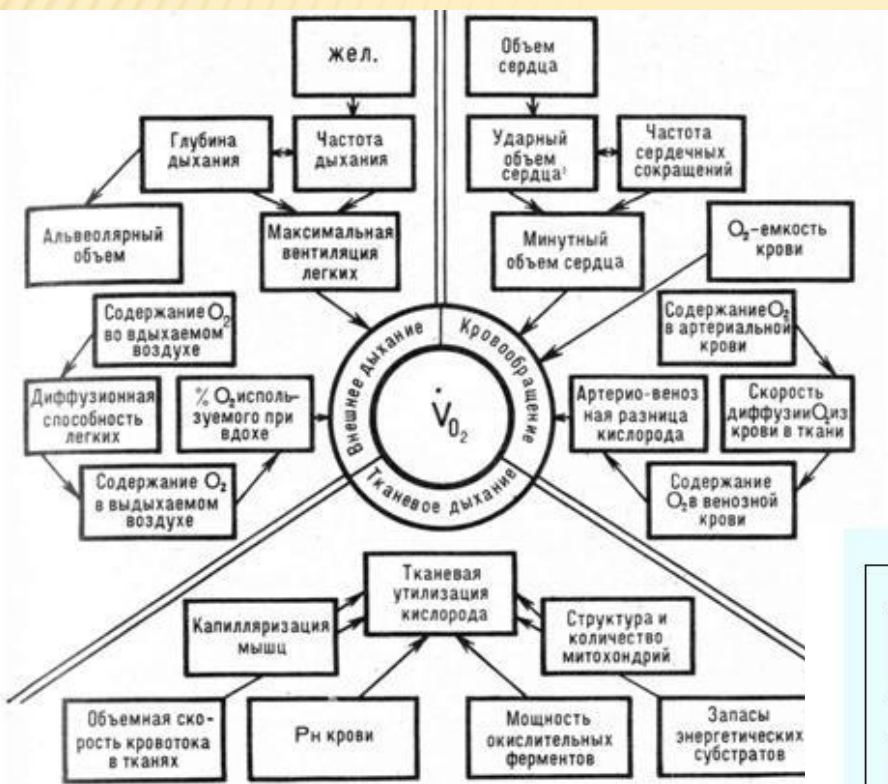 жел.
Глубина
дыхания
Частота
дыхания
Альвеолярный
объем
Максимальная
вентиляция
легких
Содержание O₂
во вдыхаемом
воздухе
Диффузионная
способность
легких
% O₂ исполь-
зуемого при
вдохе
Содержание O₂
в выдыхаемом
воздухе
Объем
сердца
Ударный
объем
сердца
Частота
сердечных
сокращений
Минутный
объем сердца
O₂-емкость
крови
Содержание O₂
в артериальной
крови
Артерио-веноз
ная разница
кислорода
Скорость
диффузии O₂ из
крови в ткани
Содержание
O₂ в венозной
крови
Внешнее дыхание
Кровообращение
Тканевое дыхание
V̇O₂
Тканевая
утилизация
кислорода
Капилляризация
мышц
Структура и
количество
митохондрий
Объемная ско-
рость кровотока
в тканях
Рн крови
Мощность
окислительных
ферментов
Запасы
энергетических
субстратов